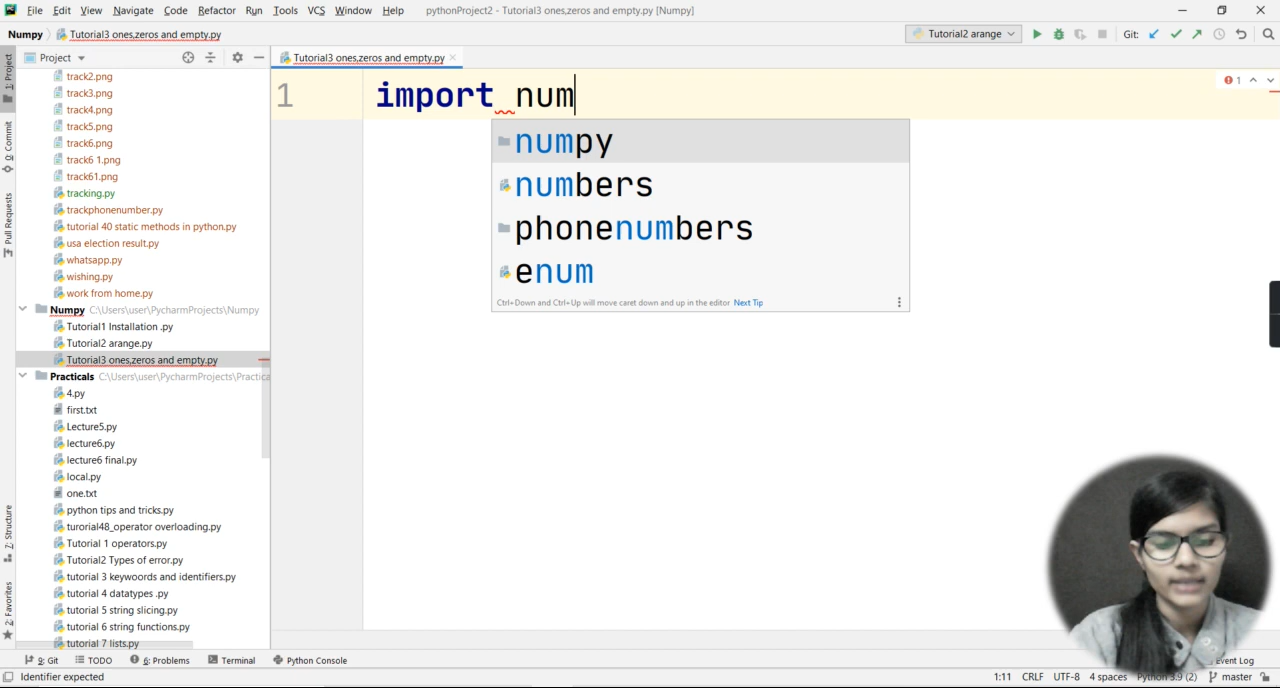 File Edit View Navigate Code Refactor Run Tools VCS Window Help pythonProject2 - Tutorial3 ones,zeros and empty.py [Numpy]
Numpy Tutorial3 ones,zeros and empty.py Tutorial2 arange Git:
Project Tutorial3 ones,zeros and empty.py
1: Project
0: Commit
Pull Requests
Z: Structure
2: Favorites
track2.png
track3.png
track4.png
track5.png
track6.png
track6 1.png
track61.png
tracking.py
trackphonenumber.py
tutorial 40 static methods in python.py
usa election result.py
whatsapp.py
wishing.py
work from home.py
Numpy C:\Users\user\PycharmProjects\Numpy
Tutorial1 Installation .py
Tutorial2 arange.py
Tutorial3 ones,zeros and empty.py
Practicals C:\Users\user\PycharmProjects\Practica
4.py
first.txt
Lecture5.py
lecture6.py
lecture6 final.py
local.py
one.txt
python tips and tricks.py
turorial48_operator overloading.py
Tutorial 1 operators.py
Tutorial2 Types of error.py
tutorial 3 keywoords and identifiers.py
tutorial 4 datatypes .py
tutorial 5 string slicing.py
tutorial 6 string functions.py
tutorial 7 lists.py
1 import num
1
numpy
numbers
phonenumbers
enum
Ctrl+Down and Ctrl+Up will move caret down and up in the editor Next Tip
9: Git TODO 6: Problems Terminal Python Console Event Log
Identifier expected 1:11 CRLF UTF-8 4 spaces Python 3.9 (2) master